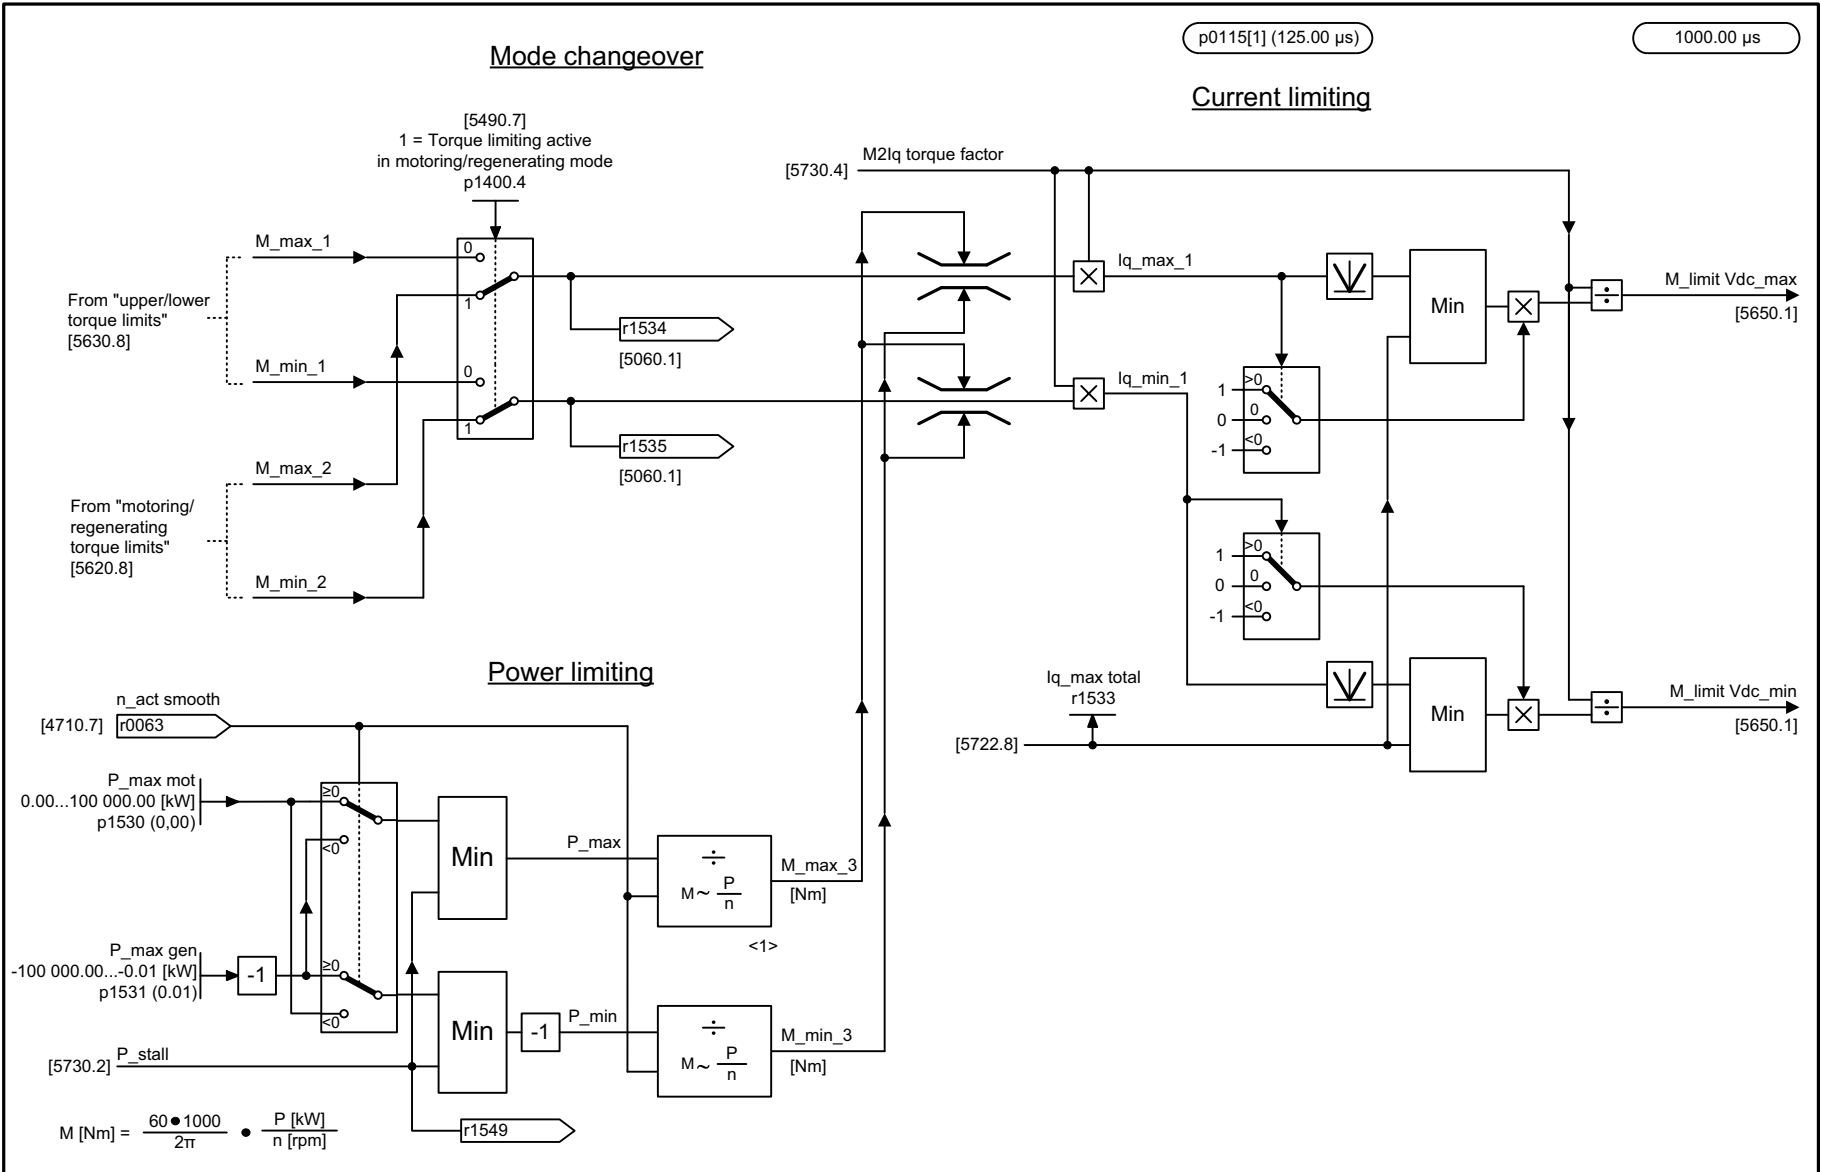 p0115[1] (125.00 µs)
1000.00 µs
Mode changeover
Current limiting
[5490.7]
1 = Torque limiting active
in motoring/regenerating mode
p1400.4
M2Iq torque factor
[5730.4]
M_max_1
0
1
From "upper/lower
torque limits"
[5630.8]
M_min_1
0
1
r1534
[5060.1]
r1535
[5060.1]
M_max_2
From "motoring/
regenerating
torque limits"
[5620.8]
M_min_2
Iq_max_1
Min
M_limit Vdc_max
[5650.1]
Iq_min_1
1
>0
0
0
-1
<0
1
>0
0
0
-1
<0
Iq_max total
r1533
[5722.8]
Min
M_limit Vdc_min
[5650.1]
Power limiting
n_act smooth
[4710.7]
r0063
P_max mot
0.00...100 000.00 [kW]
p1530 (0,00)
≥0
<0
Min
P_max
÷
M~ P
n
M_max_3
[Nm]
<1>
P_max gen
-100 000.00...-0.01 [kW]
p1531 (0.01)
-1
≥0
<0
Min
-1
P_min
÷
M~ P
n
M_min_3
[Nm]
[5730.2]
P_stall
r1549
M [Nm] = 60●1000 ● P [kW]
2π n [rpm]